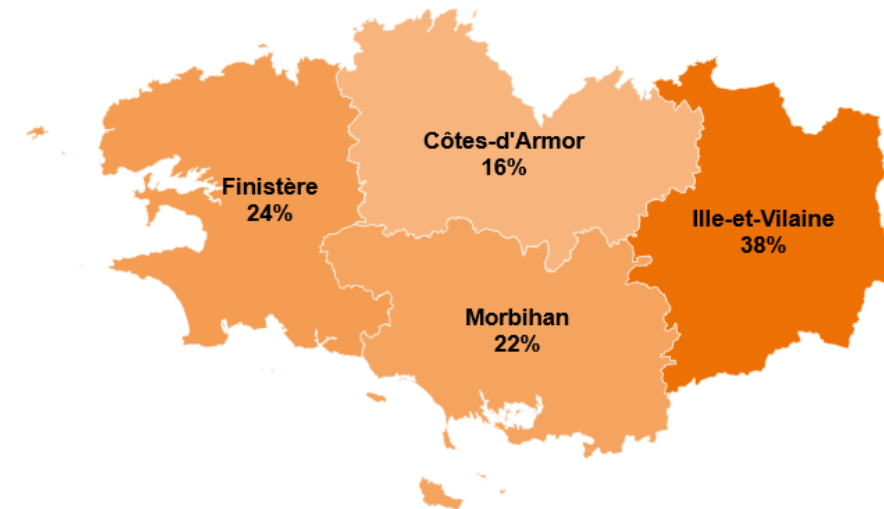 Côtes-d'Armor
16%
Finistère
24%
Ille-et-Vilaine
38%
Morbihan
22%